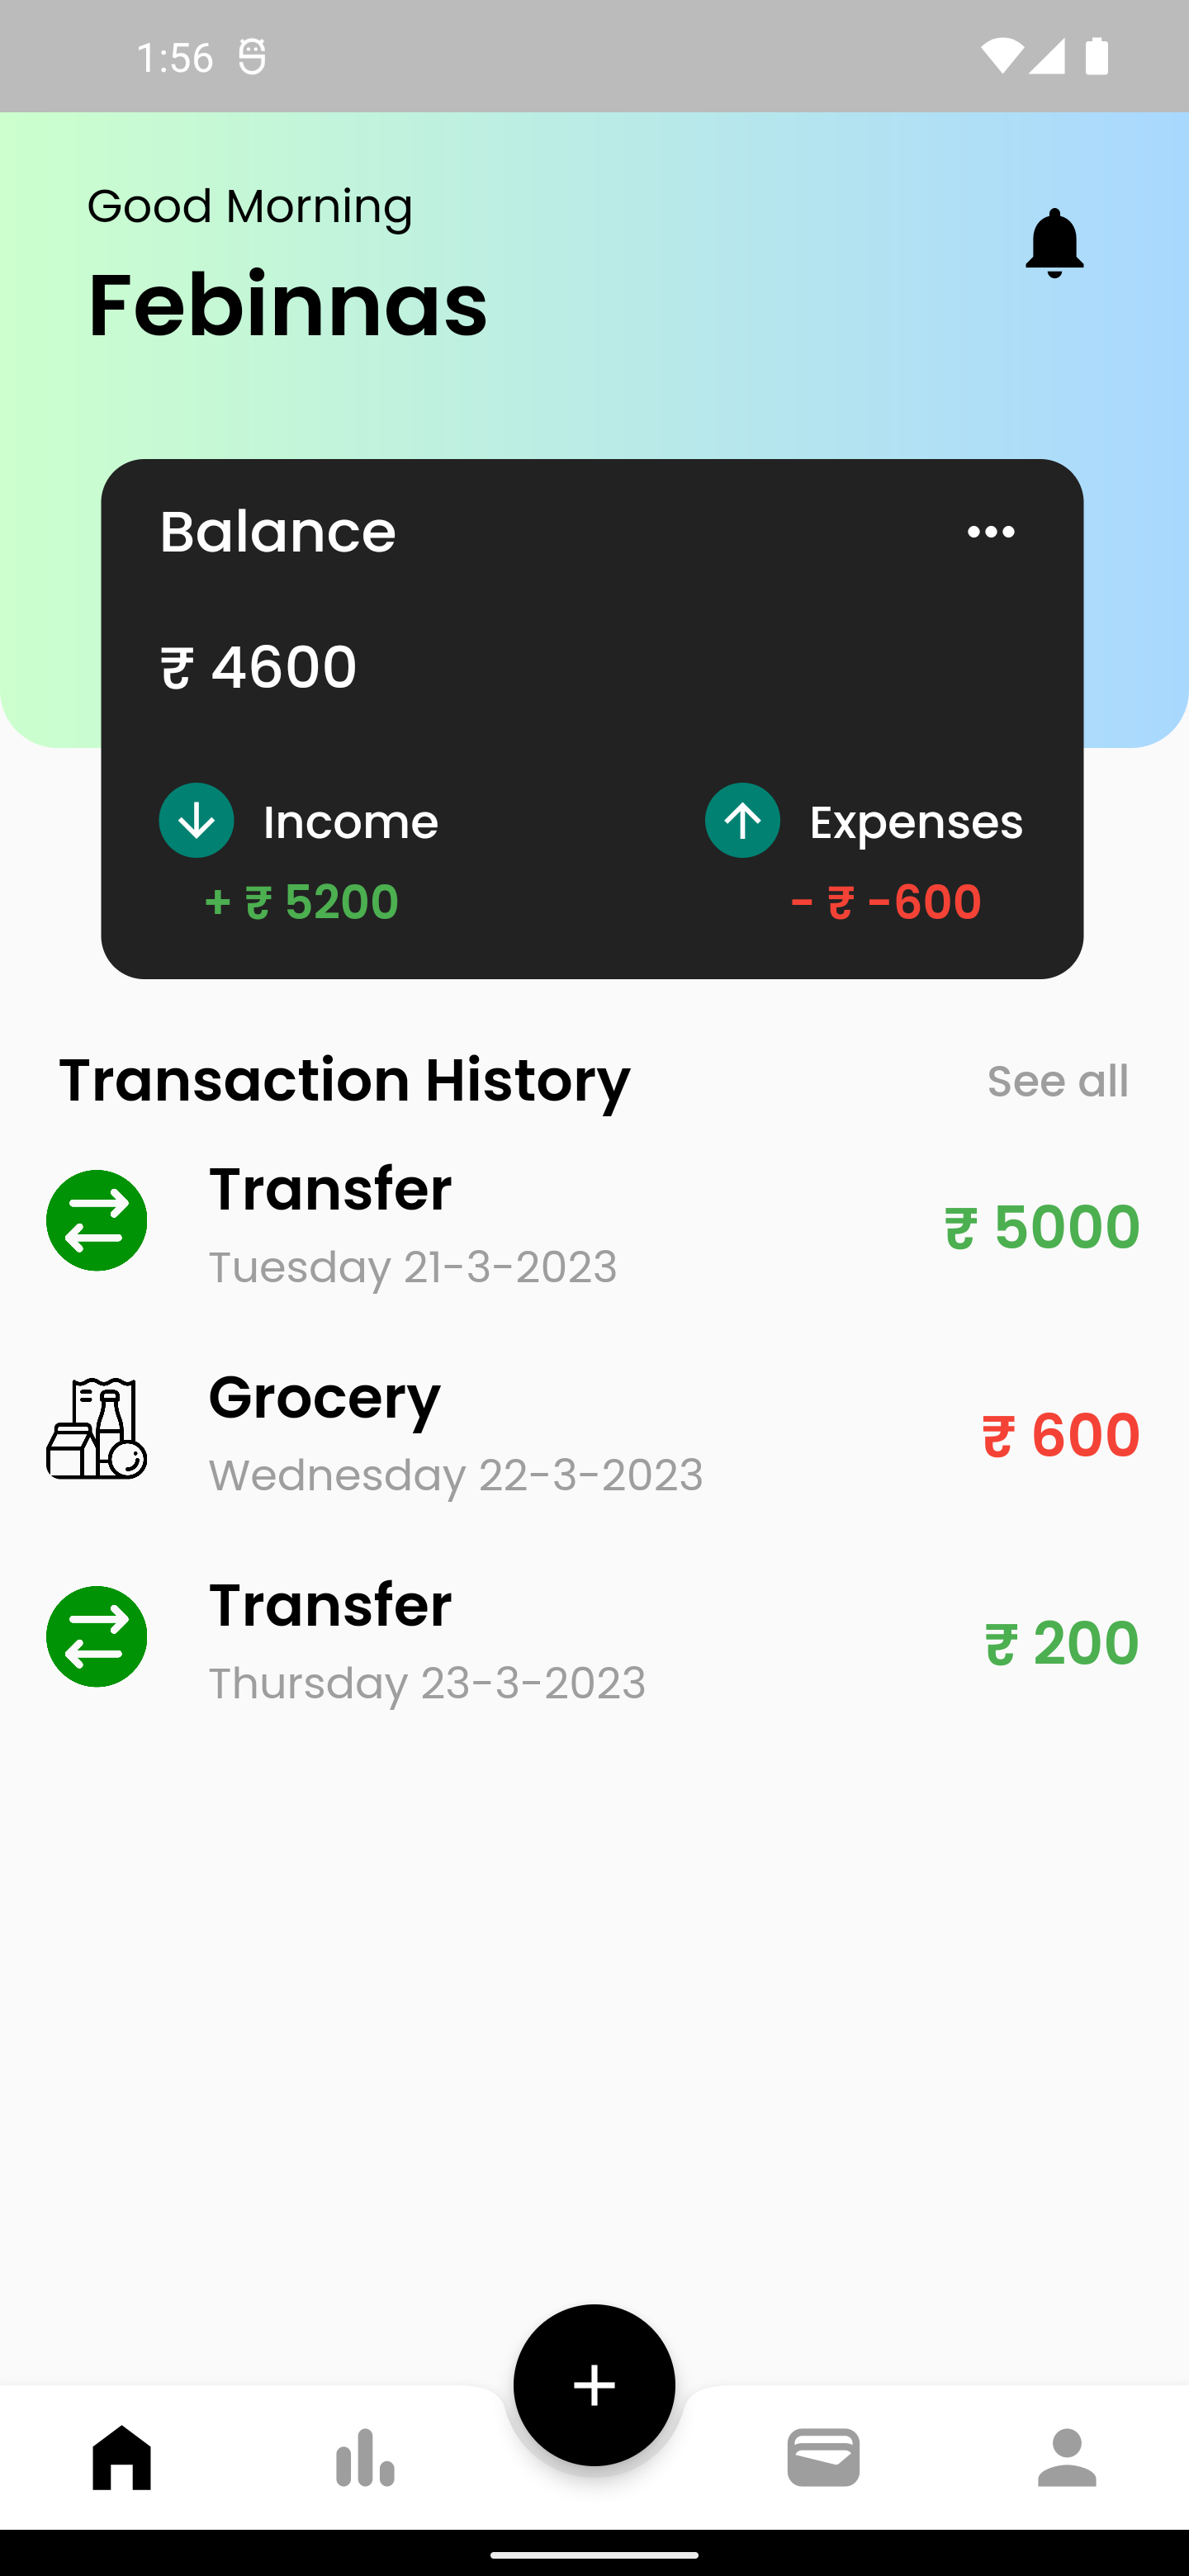 1:56
Good Morning
Febinnas
Balance
₹ 4600
Income
Expenses
+ ₹ 5200
- ₹ -600
Transaction History
See all
Transfer
Tuesday 21-3-2023
₹ 5000
Grocery
Wednesday 22-3-2023
₹ 600
Transfer
Thursday 23-3-2023
₹ 200